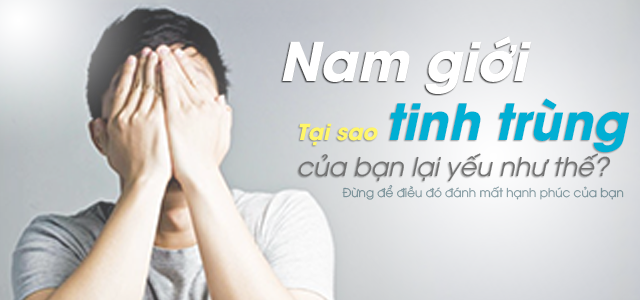 Nam giới
Tại sao tinh trùng
của bạn lại yếu như thế?
Đừng để điều đó đánh mất hạnh phúc của bạn